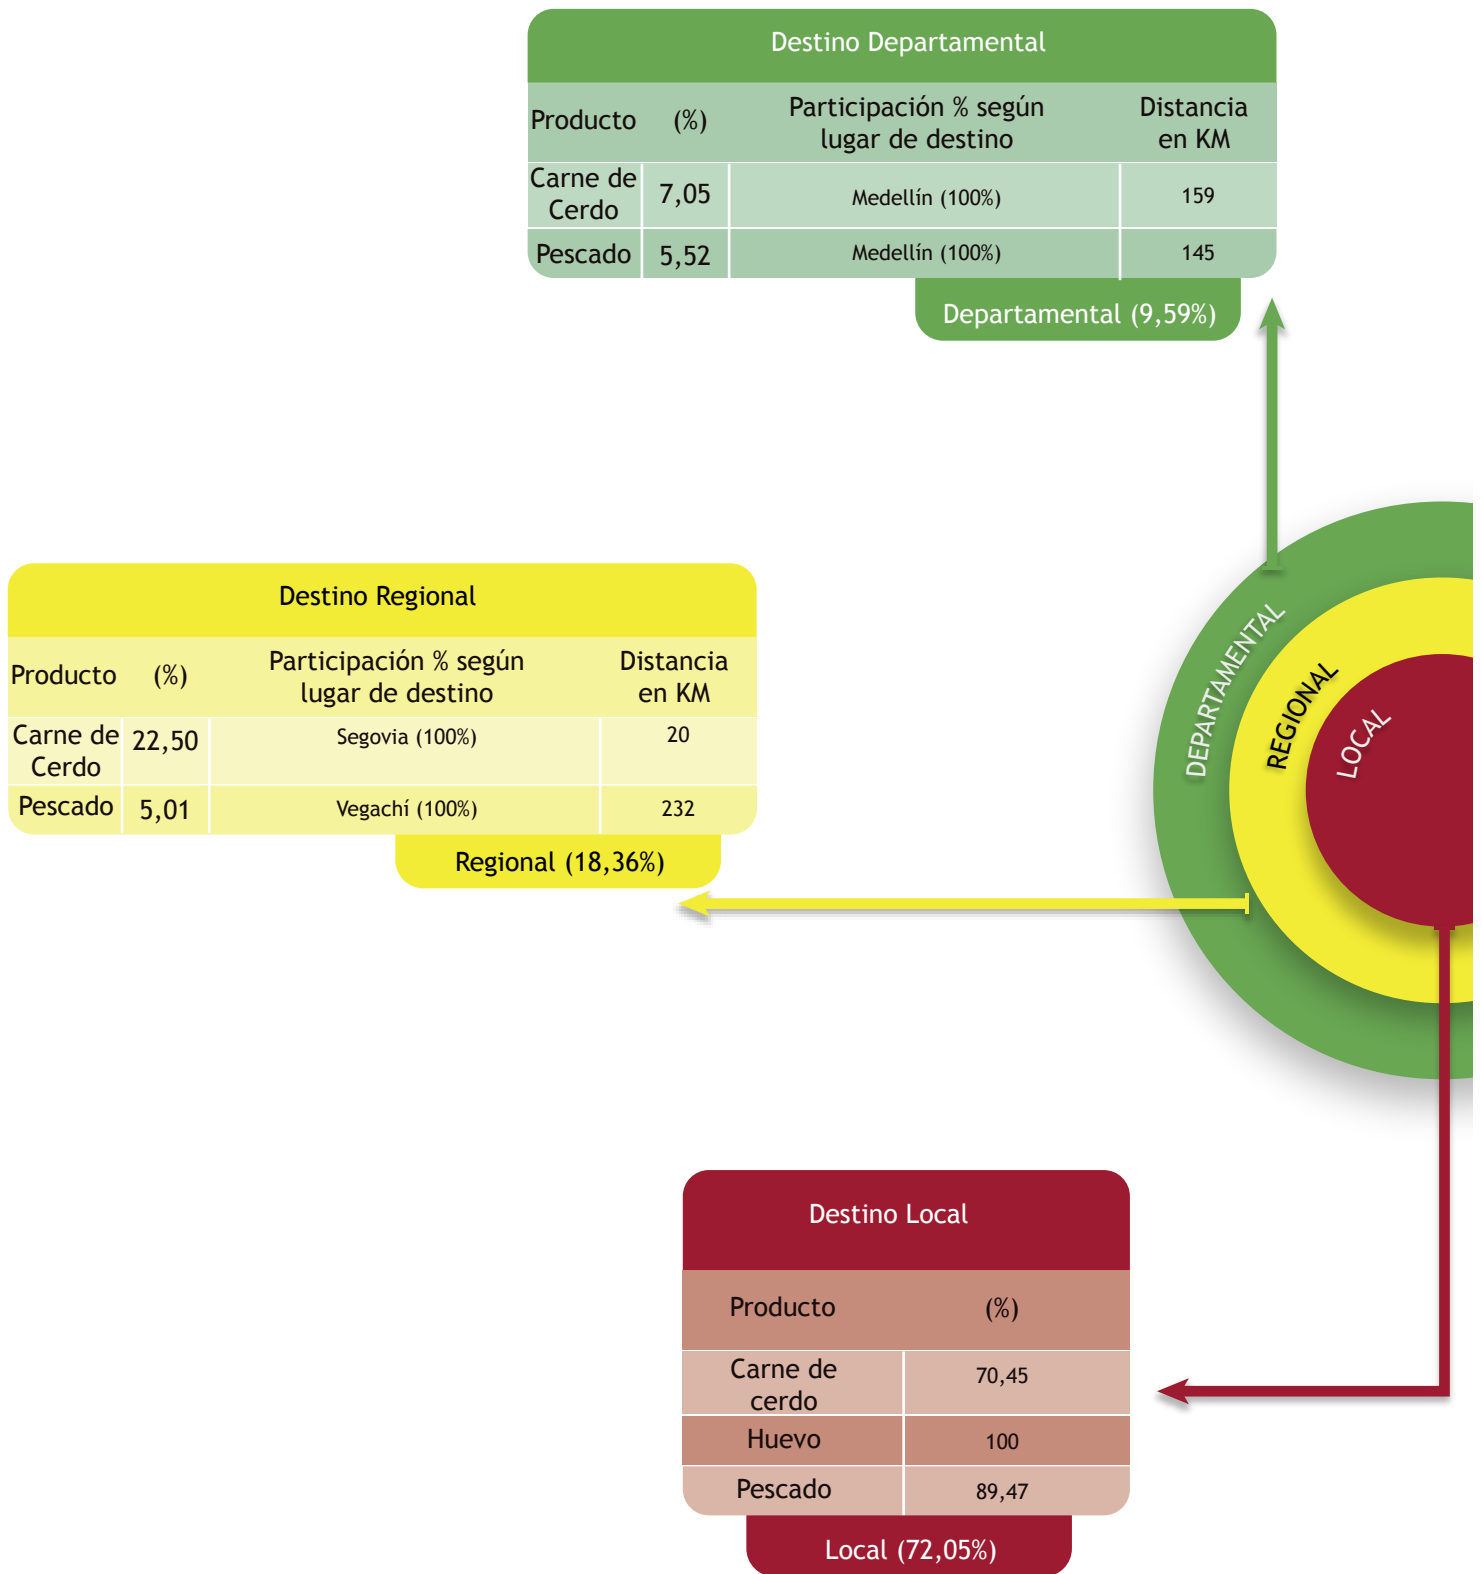 Destino Departamental
Producto (%) Participación % según lugar de destino Distancia en KM
Carne de Cerdo 7,05 Medellín (100%) 159
Pescado 5,52 Medellín (100%) 145
Departamental (9,59%)
DEPARTAMENTAL
REGIONAL
LOCAL
Destino Regional
Producto (%) Participación % según lugar de destino Distancia en KM
Carne de Cerdo 22,50 Segovia (100%) 20
Pescado 5,01 Vegachí (100%) 232
Regional (18,36%)
Destino Local
Producto (%)
Carne de cerdo 70,45
Huevo 100
Pescado 89,47
Local (72,05%)